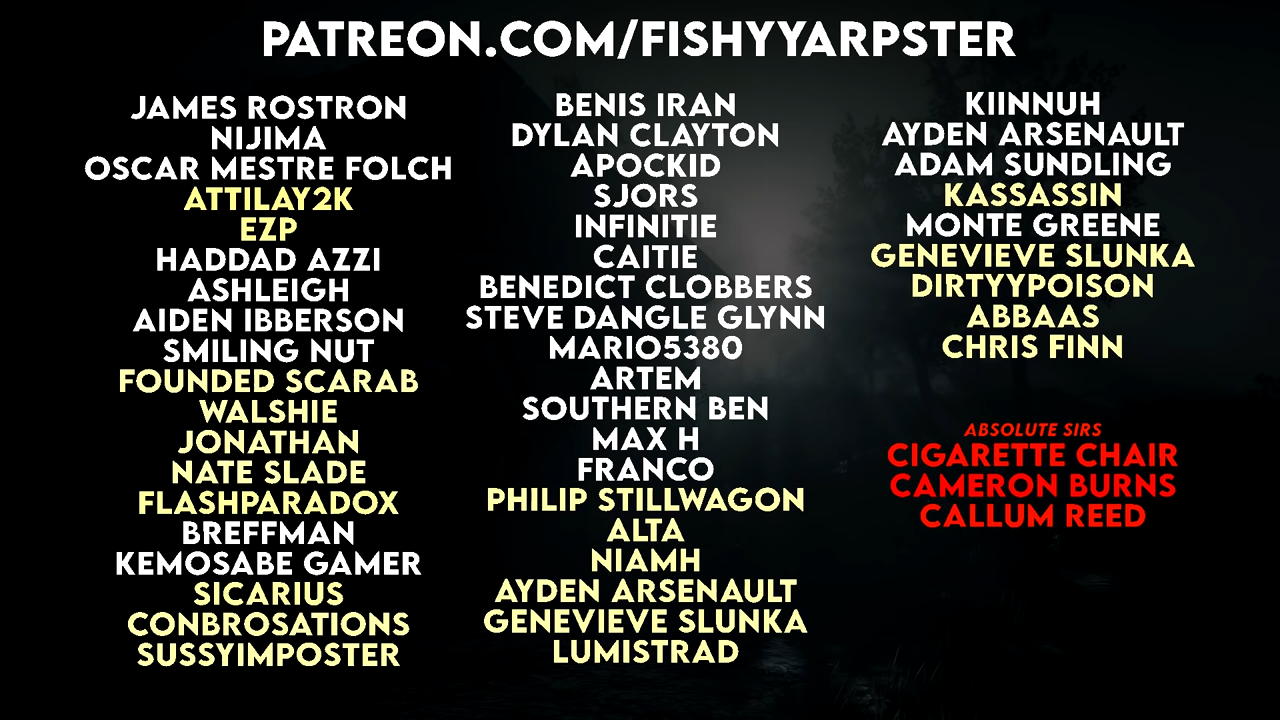 PATREON.COM/FISHYYARPSTER
JAMES ROSTRON
NIJIMA
OSCAR MESTRE FOLCH
ATTILAY2K
EZP
HADDAD AZZI
ASHLEIGH
AIDEN IBBERSON
SMILING NUT
FOUNDED SCARAB
WALSHIE
JONATHAN
NATE SLADE
FLASHPARADOX
BREFFMAN
KEMOSABE GAMER
SICARIUS
CONBROSATIONS
SUSSYIMPOSTER
BENIS IRAN
DYLAN CLAYTON
APOCKID
SJORS
INFINITIE
CAITIE
BENEDICT CLOBBERS
STEVE DANGLE GLYNN
MARIO5380
ARTEM
SOUTHERN BEN
MAX H
FRANCO
PHILIP STILLWAGON
ALTA
NIAMH
AYDEN ARSENAULT
GENEVIEVE SLUNKA
LUMISTRAD
KIINNUH
AYDEN ARSENAULT
ADAM SUNDLING
KASSASSIN
MONTE GREENE
GENEVIEVE SLUNKA
DIRTYYPOISON
ABBAAS
CHRIS FINN
ABSOLUTE SIRS
CIGARETTE CHAIR
CAMERON BURNS
CALLUM REED